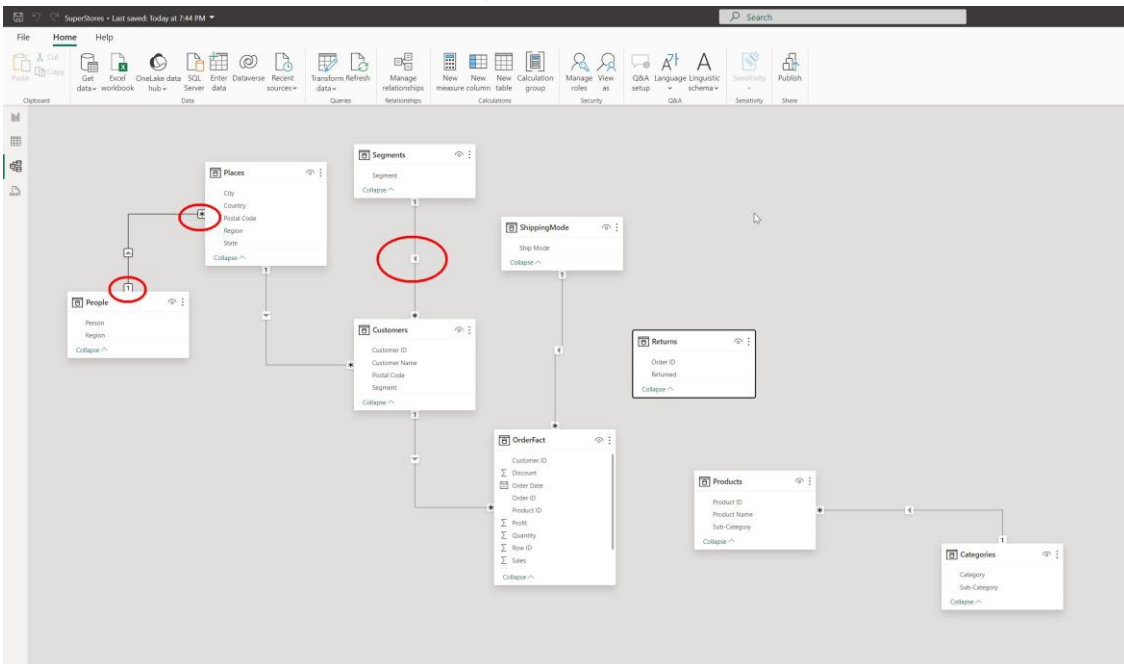 SuperStores • Last saved: Today at 7:44 PM
Search
File Home Help
Paste
Cut
Copy
Get data
Excel workbook
OneLake data hub
SQL Server
Enter data
Dataverse
Recent sources
Transform data
Refresh
Manage relationships
New measure
New column
New table
Calculation group
Manage roles
View as
Q&A setup
Language
Linguistic schema
Sensitivity
Publish
Clipboard
Data
Queries
Relationships
Calculations
Security
Q&A
Sensitivity
Share
Segments
Segment
Collapse
1
Places
City
Country
Postal Code
Region
State
Collapse
1
*
ShippingMode
Ship Mode
Collapse
1
1
People
Person
Region
Collapse
*
Customers
Customer ID
Customer Name
Postal Code
Segment
Collapse
*
1
Returns
Order ID
Returned
Collapse
*
OrderFact
Customer ID
Discount
Order Date
Order ID
Product ID
Profit
Quantity
Row ID
Sales
Collapse
*
Products
Product ID
Product Name
Sub-Category
Collapse
*
1
Categories
Category
Sub-Category
Collapse